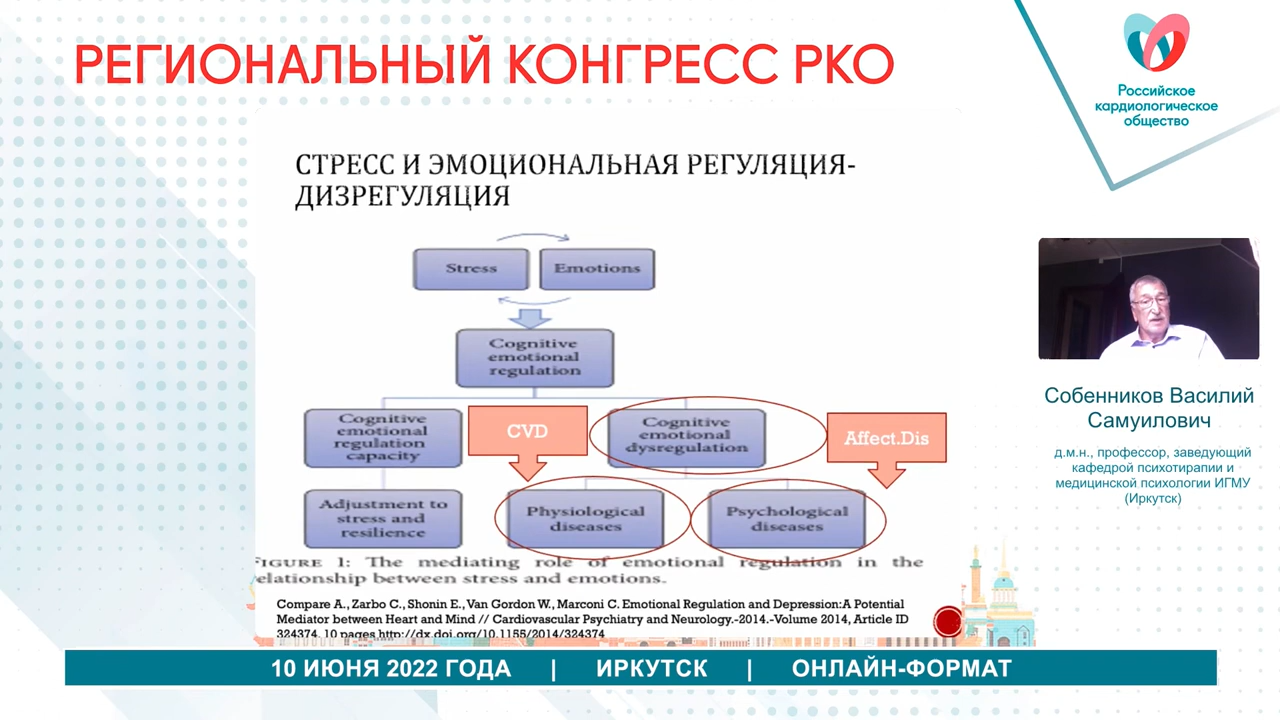 РЕГИОНАЛЬНЫЙ КОНГРЕСС РКО
Российское
кардиологическое
общество
СТРЕСС И ЭМОЦИОНАЛЬНАЯ РЕГУЛЯЦИЯ-
ДИЗРЕГУЛЯЦИЯ
Stress
Emotions
Cognitive
emotional
regulation
Cognitive
emotional
regulation
capacity
CVD
Cognitive
emotional
dysregulation
Affect.Dis
Adjustment to
stress and
resilience
Physiological
diseases
Psychological
diseases
FIGURE 1: The mediating role of emotional regulation in the
relationship between stress and emotions.
Compare A., Zarbo C., Shonin E., Van Gordon W., Marconi C. Emotional Regulation and Depression:A Potential
Mediator between Heart and Mind // Cardiovascular Psychiatry and Neurology.-2014.-Volume 2014, Article ID
324374, 10 pages http://dx.doi.org/10.1155/2014/324374
Собенников Василий
Самуилович
д.м.н., профессор, заведующий
кафедрой психотирапии и
медицинской психологии ИГМУ
(Иркутск)
10 ИЮНЯ 2022 ГОДА | ИРКУТСК | ОНЛАЙН-ФОРМАТ